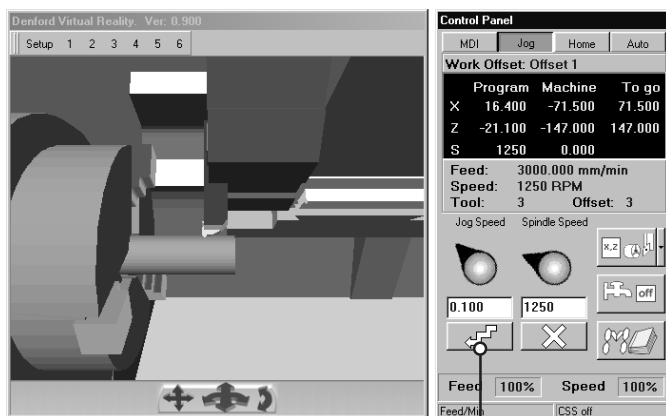 Denford Virtual Reality. Ver: 0.900
Setup 1 2 3 4 5 6
Control Panel
MDI Jog Home Auto
Work Offset: Offset 1
Program Machine To go
X 16.400 -71.500 71.500
Z -21.100 -147.000 147.000
S 1250 0.000
Feed: 3000.000 mm/min
Speed: 1250 RPM
Tool: 3 Offset: 3
Jog Speed Spindle Speed
x,z
off
0.100 1250
Feed 100% Speed 100%
Feed/Min CSS off